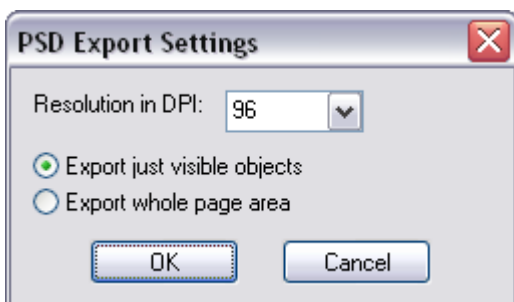 PSD Export Settings
Resolution in DPI: 96
Export just visible objects
Export whole page area
OK Cancel